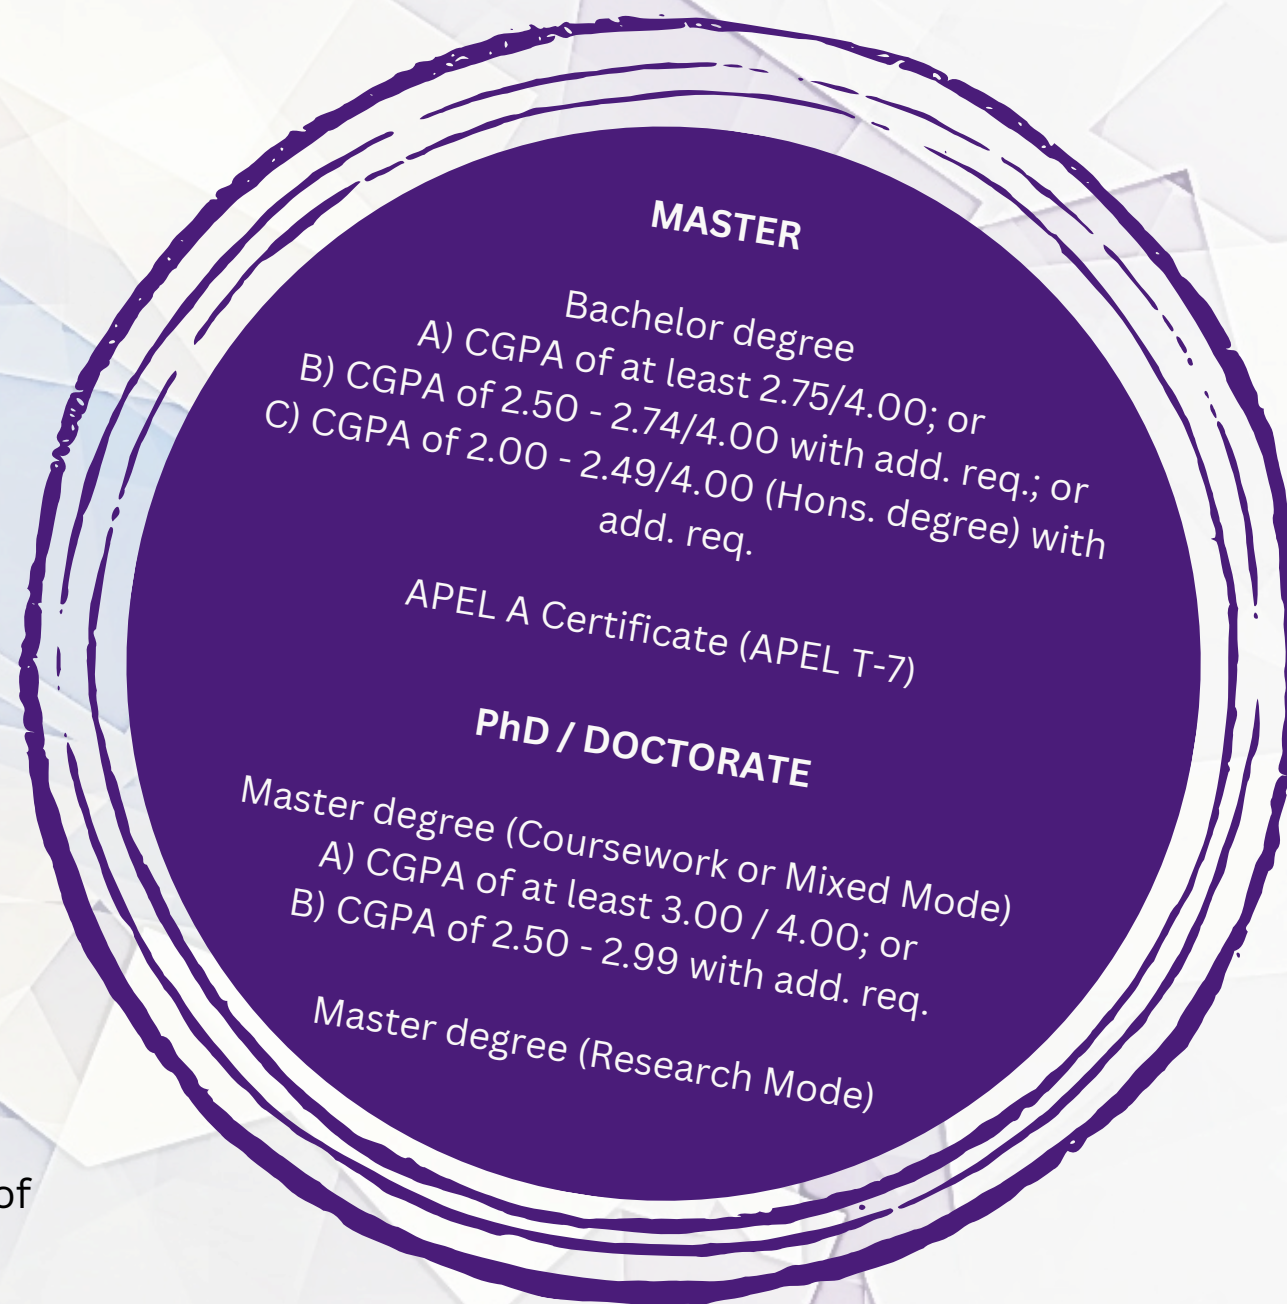 MASTER
Bachelor degree
A) CGPA of at least 2.75/4.00; or
B) CGPA of 2.50 - 2.74/4.00 with add. req.; or
C) CGPA of 2.00 - 2.49/4.00 (Hons. degree) with
add. req.
APEL A Certificate (APEL T-7)
PhD / DOCTORATE
Master degree (Coursework or Mixed Mode)
A) CGPA of at least 3.00 / 4.00; or
B) CGPA of 2.50 - 2.99 with add. req.
Master degree (Research Mode)
of